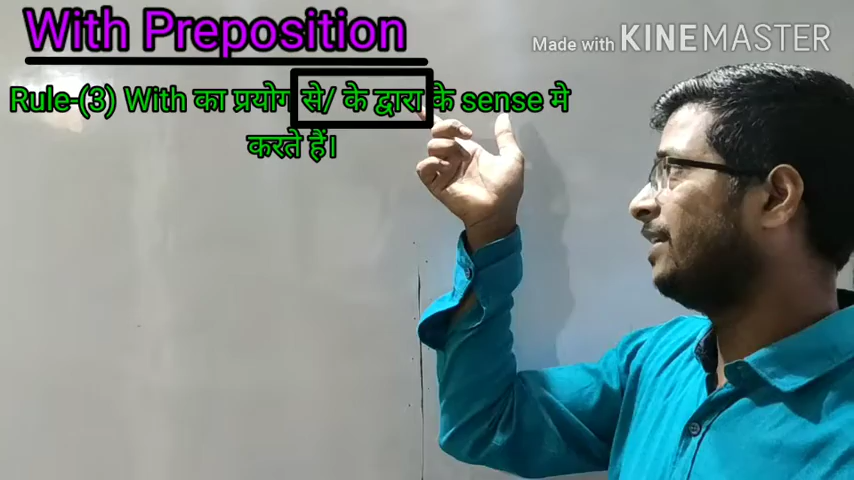 With Preposition
Made with KINEMASTER
Rule-(3) With का प्रयोग से/ के द्वारा के sense मे
करते हैं।